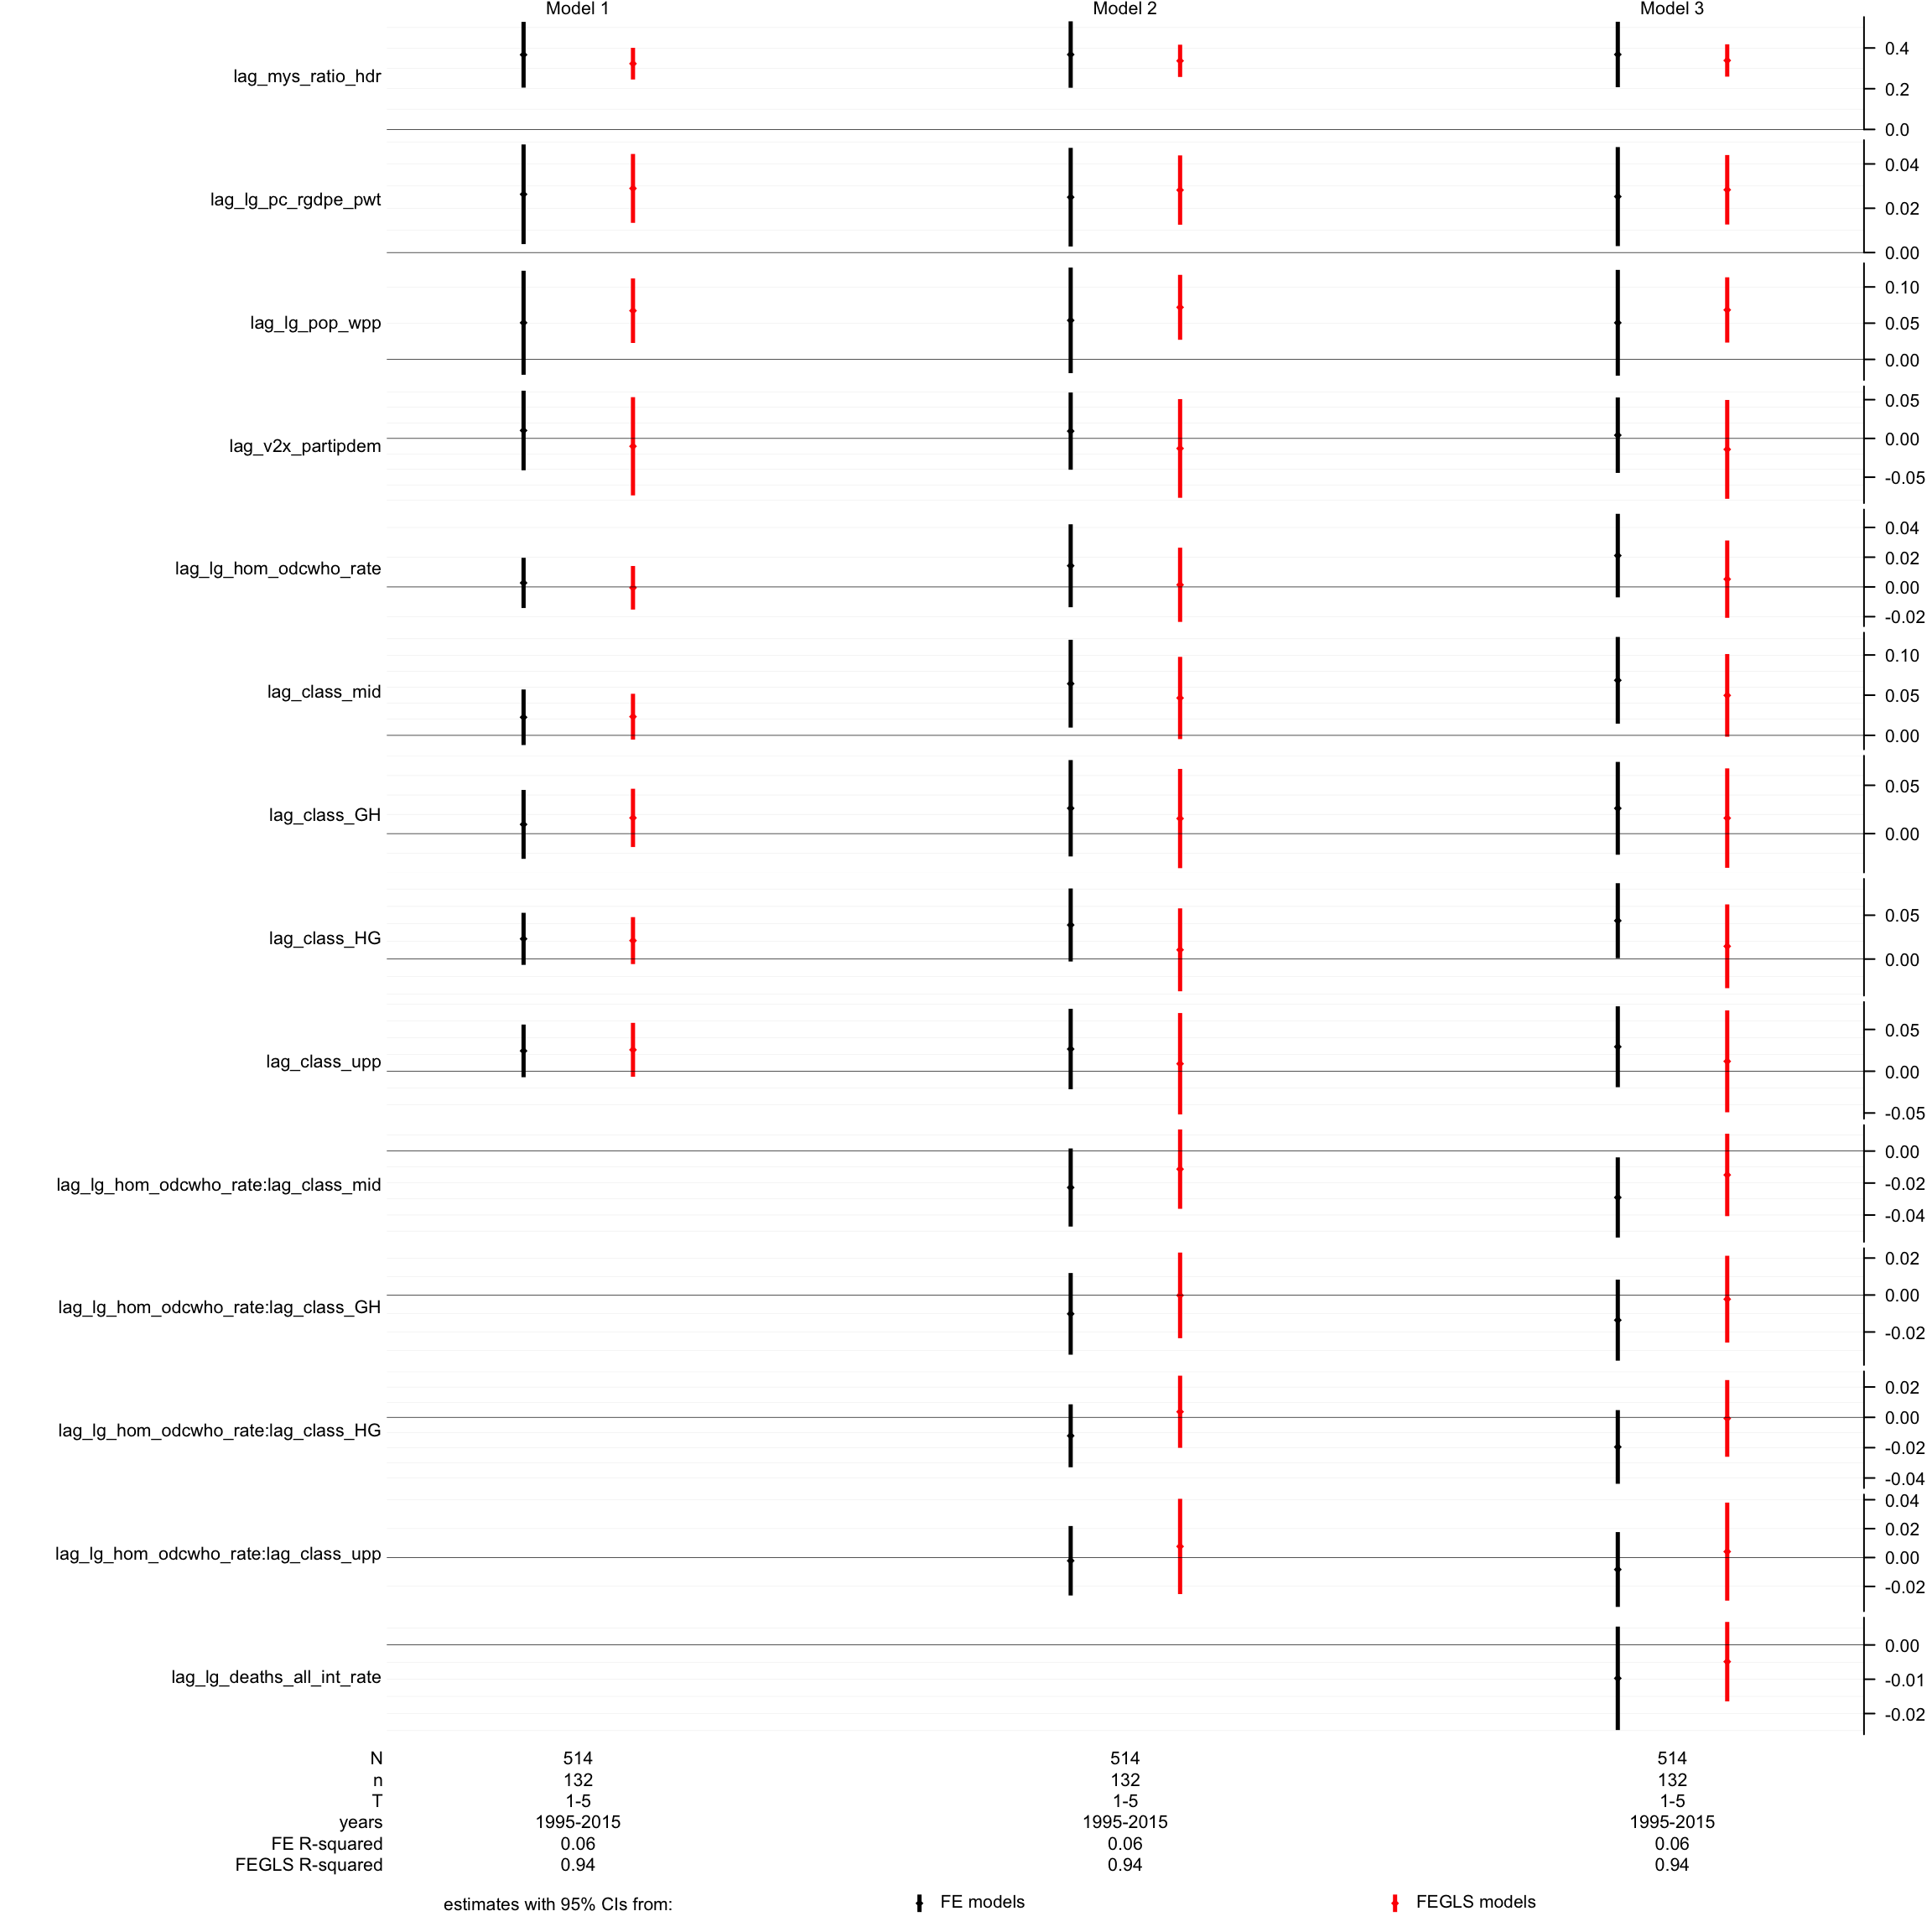 Model 1 Model 2 Model 3
lag_mys_ratio_hdr
0.4
0.2
0.0
lag_lg_pc_rgdpe_pwt
0.04
0.02
0.00
lag_lg_pop_wpp
0.10
0.05
0.00
lag_v2x_partipdem
0.05
0.00
-0.05
lag_lg_hom_odcwho_rate
0.04
0.02
0.00
-0.02
lag_class_mid
0.10
0.05
0.00
lag_class_GH
0.05
0.00
lag_class_HG
0.05
0.00
lag_class_upp
0.05
0.00
-0.05
lag_lg_hom_odcwho_rate:lag_class_mid
0.00
-0.02
-0.04
lag_lg_hom_odcwho_rate:lag_class_GH
0.02
0.00
-0.02
lag_lg_hom_odcwho_rate:lag_class_HG
0.02
0.00
-0.02
-0.04
lag_lg_hom_odcwho_rate:lag_class_upp
0.04
0.02
0.00
-0.02
lag_lg_deaths_all_int_rate
0.00
-0.01
-0.02
N 514 514 514
n 132 132 132
T 1-5 1-5 1-5
years 1995-2015 1995-2015 1995-2015
FE R-squared 0.06 0.06 0.06
FEGLS R-squared 0.94 0.94 0.94
estimates with 95% CIs from: FE models FEGLS models